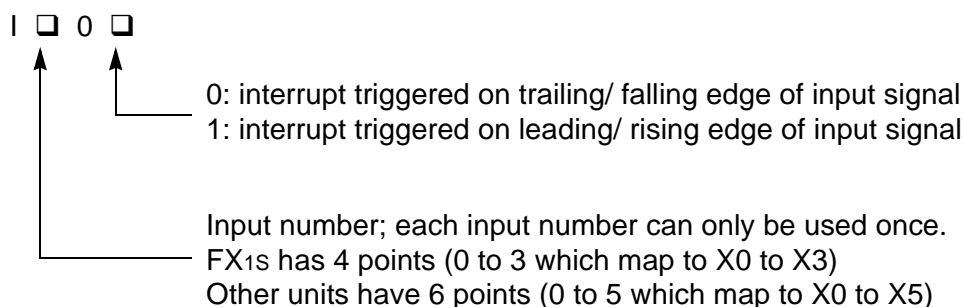 I ❑ 0 ❑
0: interrupt triggered on trailing/ falling edge of input signal
1: interrupt triggered on leading/ rising edge of input signal
Input number; each input number can only be used once.
FX1S has 4 points (0 to 3 which map to X0 to X3)
Other units have 6 points (0 to 5 which map to X0 to X5)